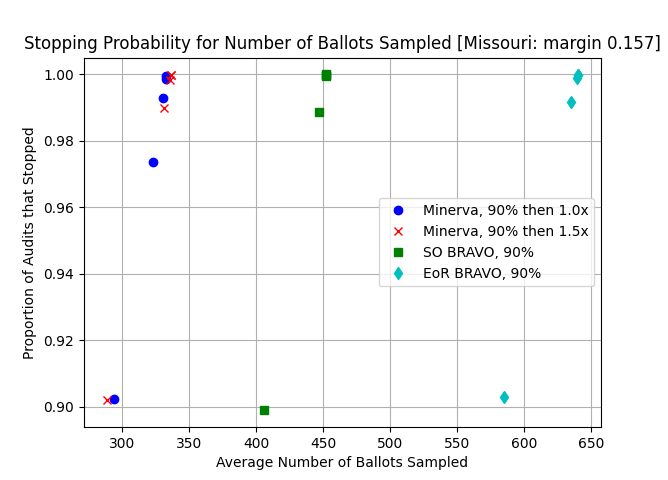 Stopping Probability for Number of Ballots Sampled [Missouri: margin 0.157]
Proportion of Audits that Stopped
1.00
0.98
0.96
0.94
0.92
0.90
Minerva, 90% then 1.0x
Minerva, 90% then 1.5x
SO BRAVO, 90%
EoR BRAVO, 90%
300 350 400 450 500 550 600 650
Average Number of Ballots Sampled